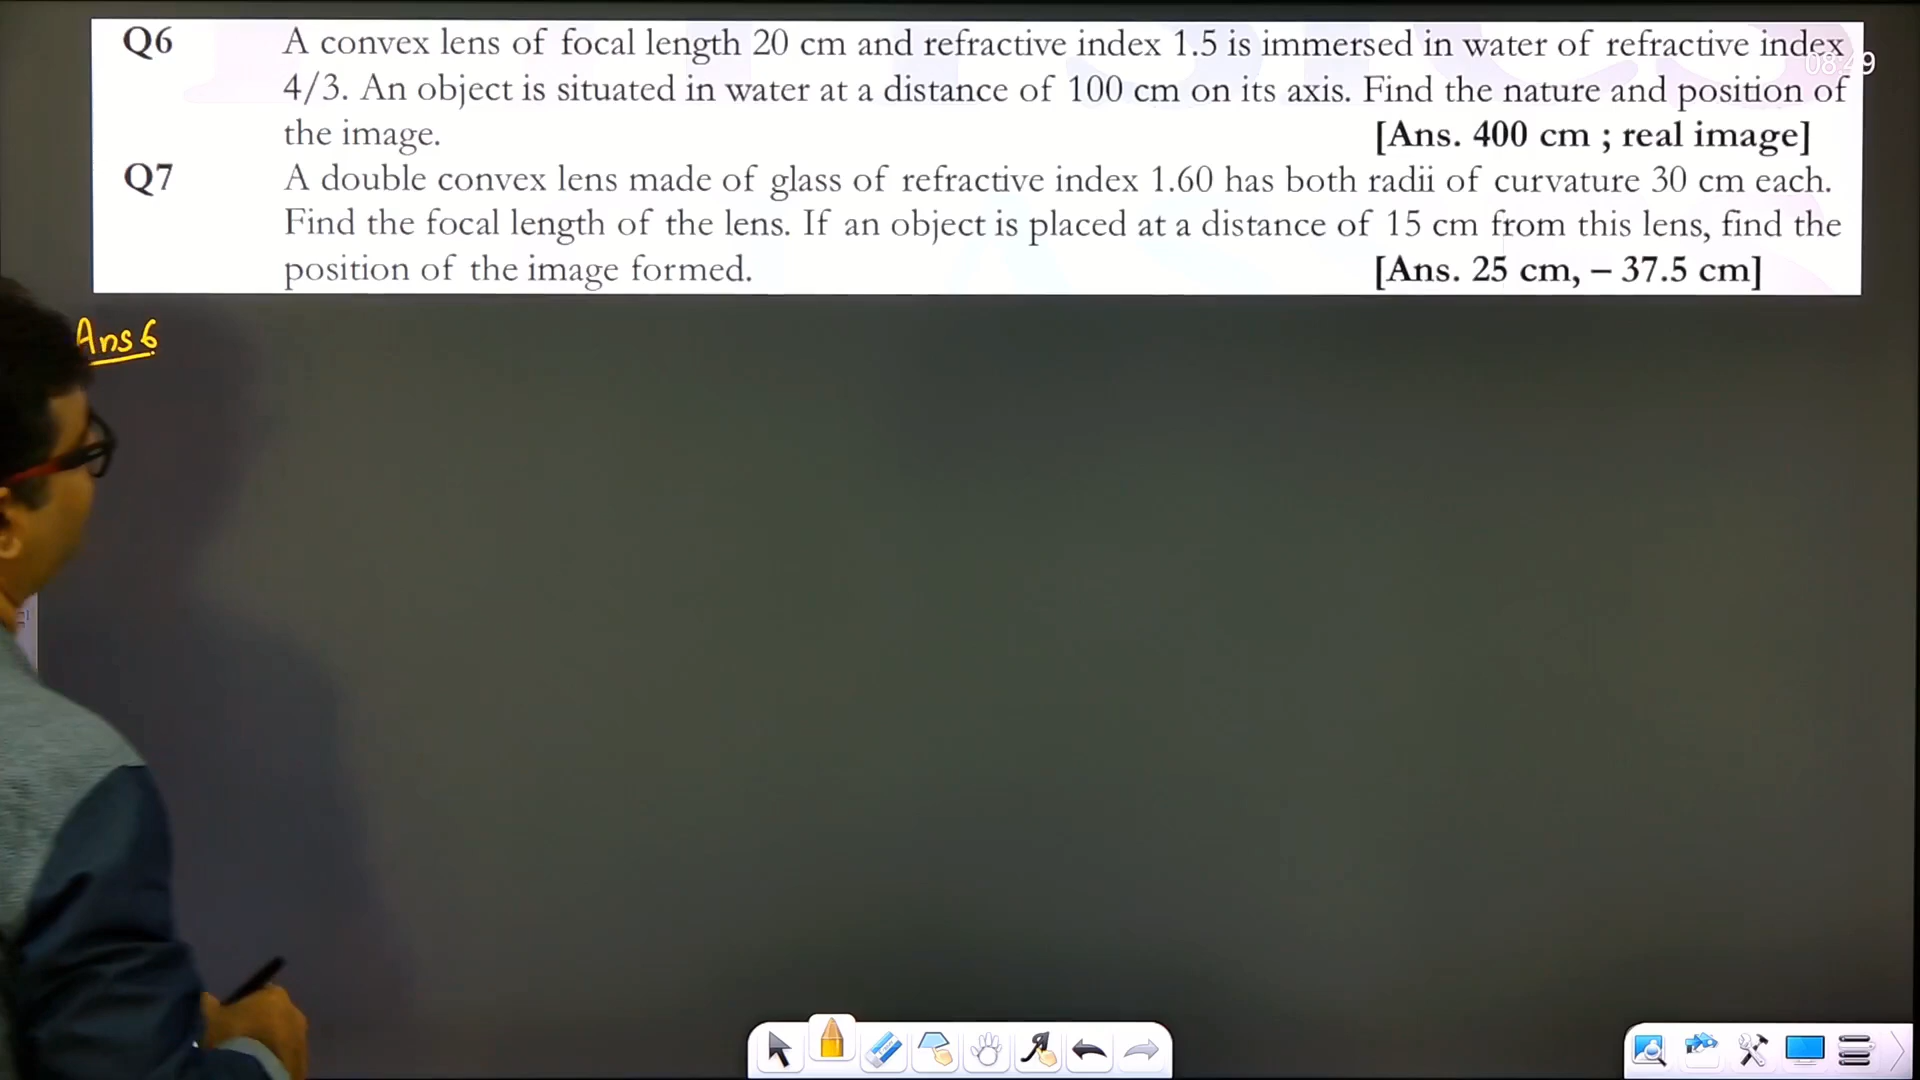 Q6 A convex lens of focal length 20 cm and refractive index 1.5 is immersed in water of refractive index
08:49
4/3. An object is situated in water at a distance of 100 cm on its axis. Find the nature and position of
the image. [Ans. 400 cm ; real image]
Q7 A double convex lens made of glass of refractive index 1.60 has both radii of curvature 30 cm each.
Find the focal length of the lens. If an object is placed at a distance of 15 cm from this lens, find the
position of the image formed. [Ans. 25 cm, – 37.5 cm]
Ans 6